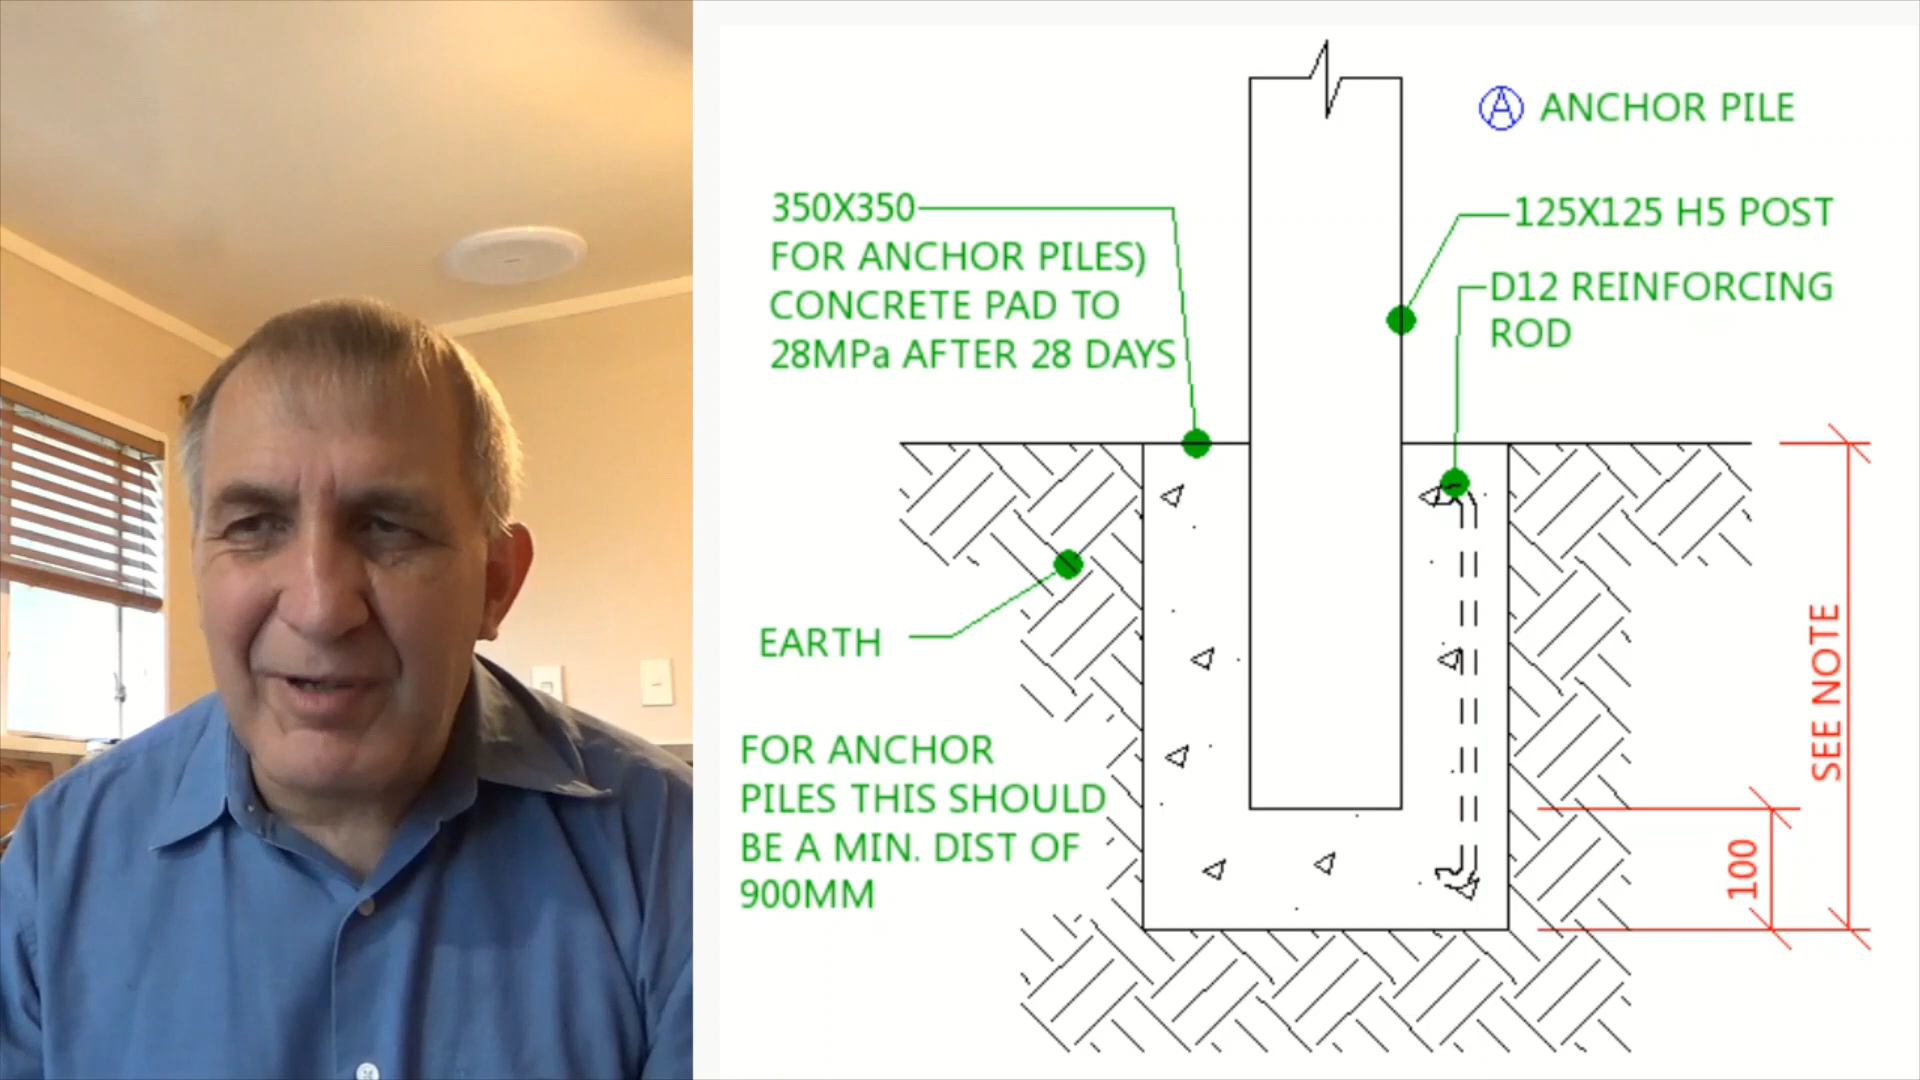 Ⓐ ANCHOR PILE
350X350
FOR ANCHOR PILES)
CONCRETE PAD TO
28MPa AFTER 28 DAYS
125X125 H5 POST
D12 REINFORCING
ROD
EARTH
FOR ANCHOR
PILES THIS SHOULD
BE A MIN. DIST OF
900MM
SEE NOTE
100